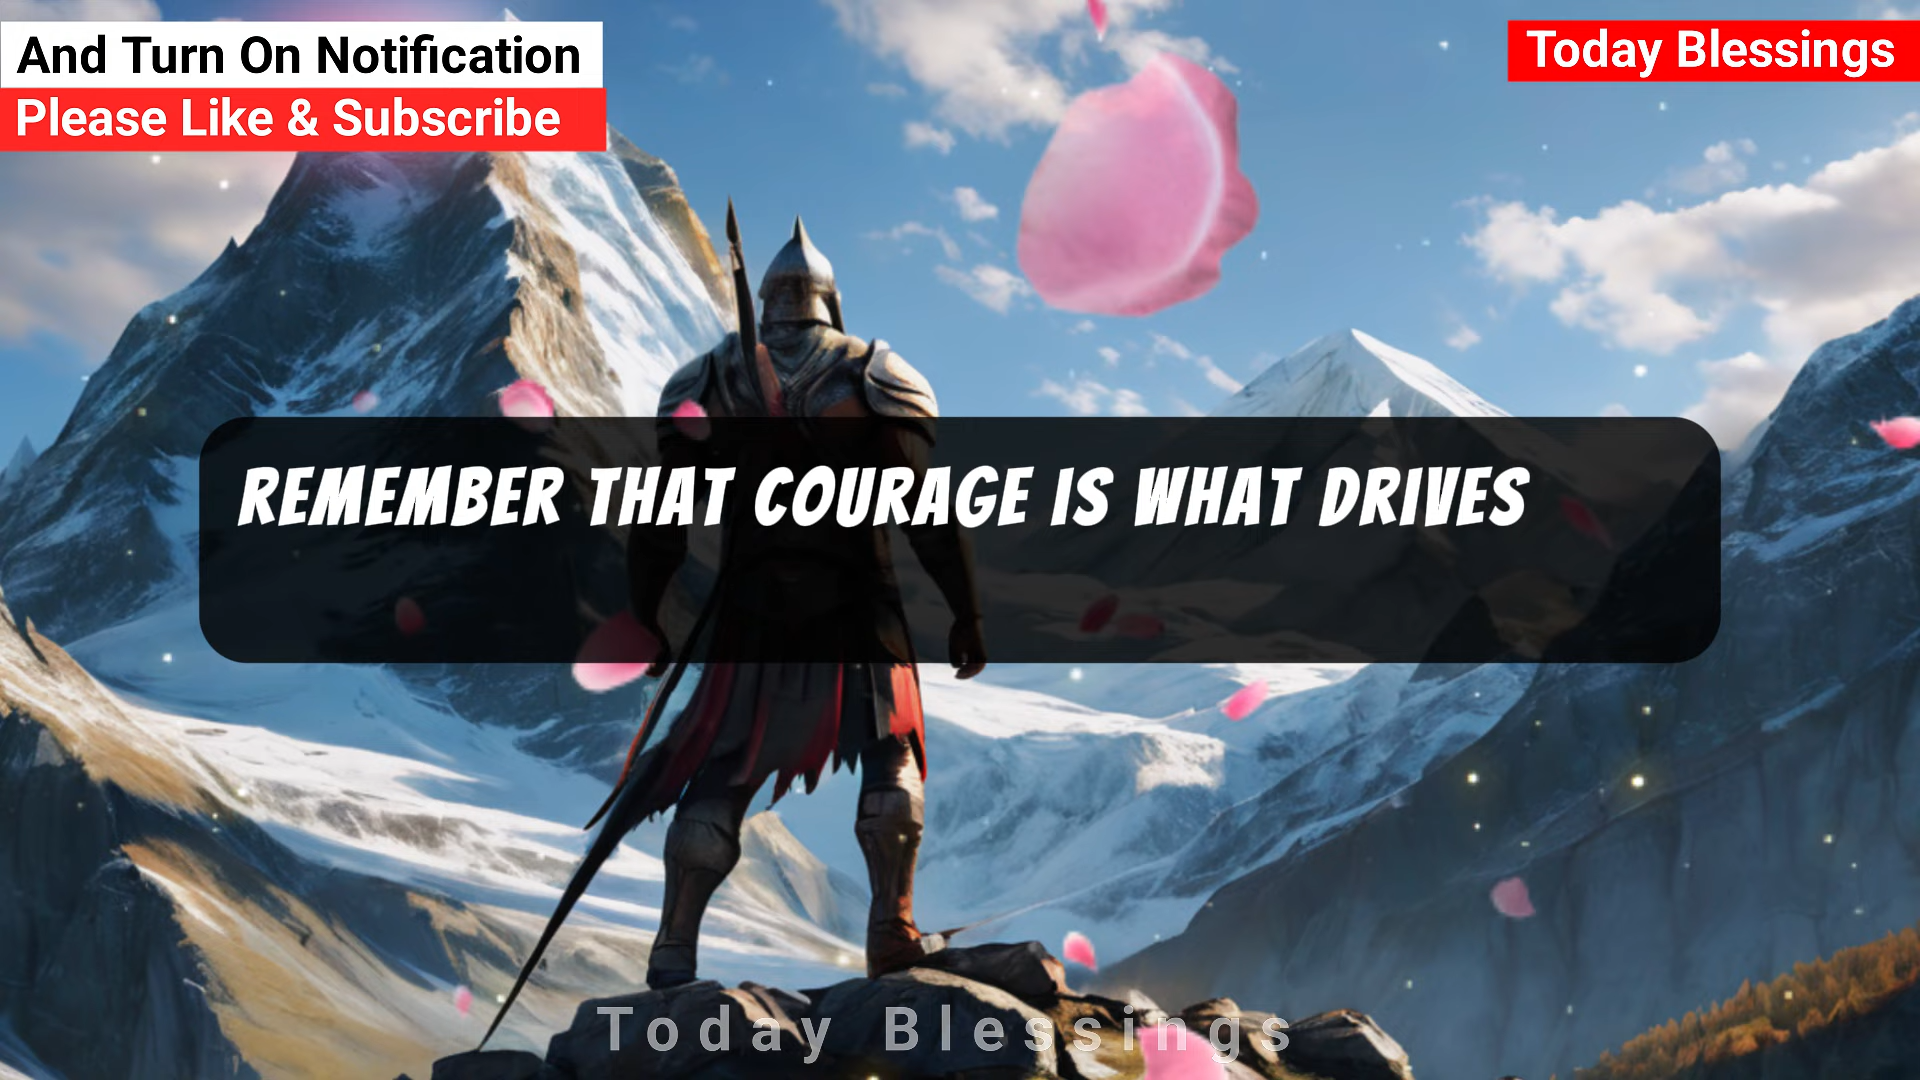 And Turn On Notification
Please Like & Subscribe
Today Blessings
REMEMBER THAT COURAGE IS WHAT DRIVES
Today Blessings